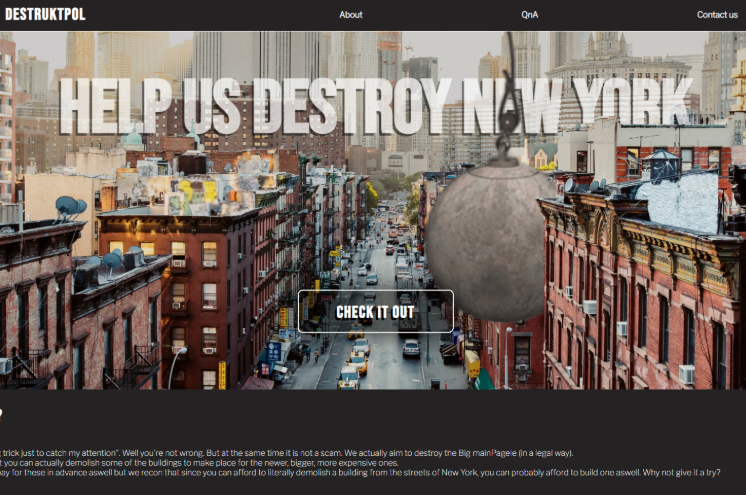 DESTRUKTPOL
About
QnA
Contact us
HELP US DESTROY NEW YORK
CHECK IT OUT
?
trick just to catch my attention". Well you're not wrong. But at the same time it is not a scam. We actually aim to destroy the Big mainPageie (in a legal way).
t you can actually demolish some of the buildings to make place for the newer, bigger, more expensive ones.
pay for these in advance aswell but we recon that since you can afford to literally demolish a building from the streets of New York, you can probably afford to build one aswell. Why not give it a try?